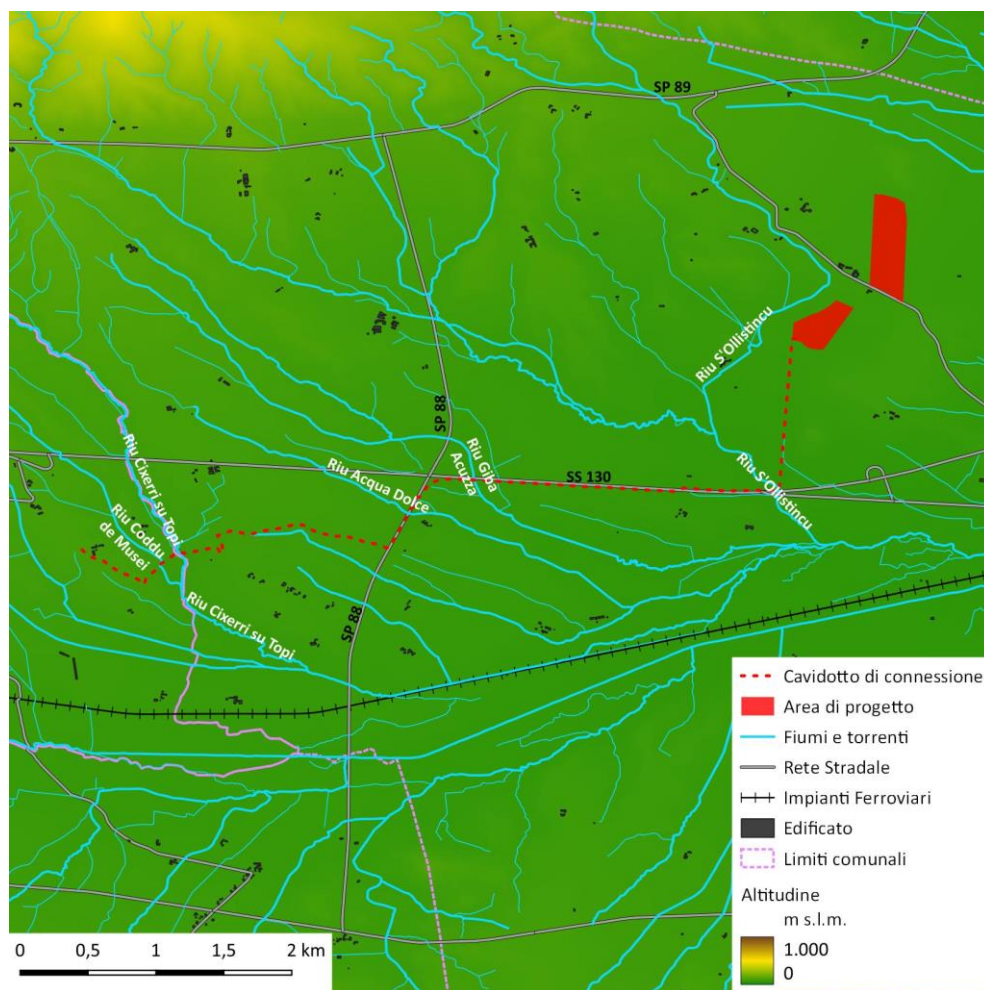 SP 89
Riu S'Ollistincu
SP 88
Riu Giba
Acuzza
Riu Cixerri su Topi
Riu Acqua Dolce
SS 130
Riu S'Ollistincu
Riu Coddu
de Musei
Riu Cixerri su Topi
SP 88
Cavidotto di connessione
Area di progetto
Fiumi e torrenti
Rete Stradale
Impianti Ferroviari
Edificato
Limiti comunali
Altitudine
m s.l.m.
1.000
0
0 0,5 1 1,5 2 km